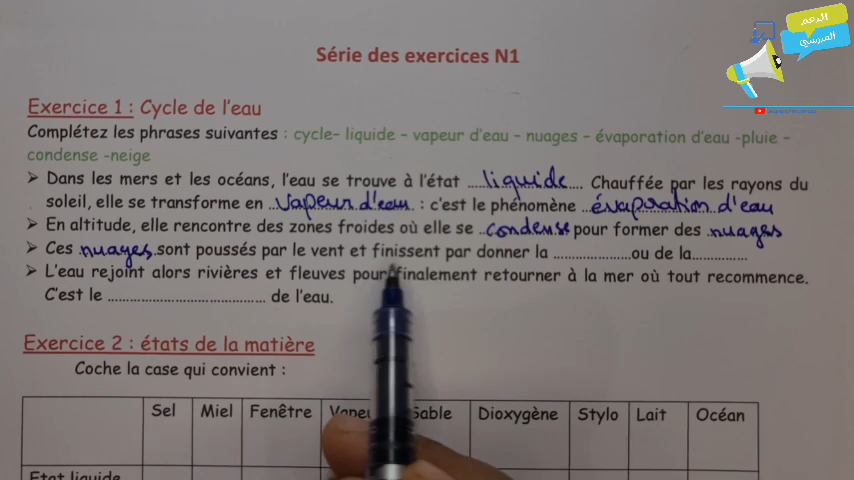 الدعم
المدرسي
Série des exercices N1
Exercice 1 : Cycle de l'eau
Complétez les phrases suivantes : cycle– liquide – vapeur d'eau – nuages – évaporation d'eau -pluie –
condense -neige
➤ Dans les mers et les océans, l'eau se trouve à l'état ....liquide.... Chauffée par les rayons du
soleil, elle se transforme en ..vapeur d'eau.. : c'est le phénomène ..évaporation d'eau
➤ En altitude, elle rencontre des zones froides où elle se ..condense pour former des .nuages
➤ Ces .nuages.sont poussés par le vent et finissent par donner la .....................ou de la...............
➤ L'eau rejoint alors rivières et fleuves pour finalement retourner à la mer où tout recommence.
C'est le .......................................... de l'eau.
Exercice 2 : états de la matière
Coche la case qui convient :
Sel Miel Fenêtre Sable Dioxygène Stylo Lait Océan
Etat liquide